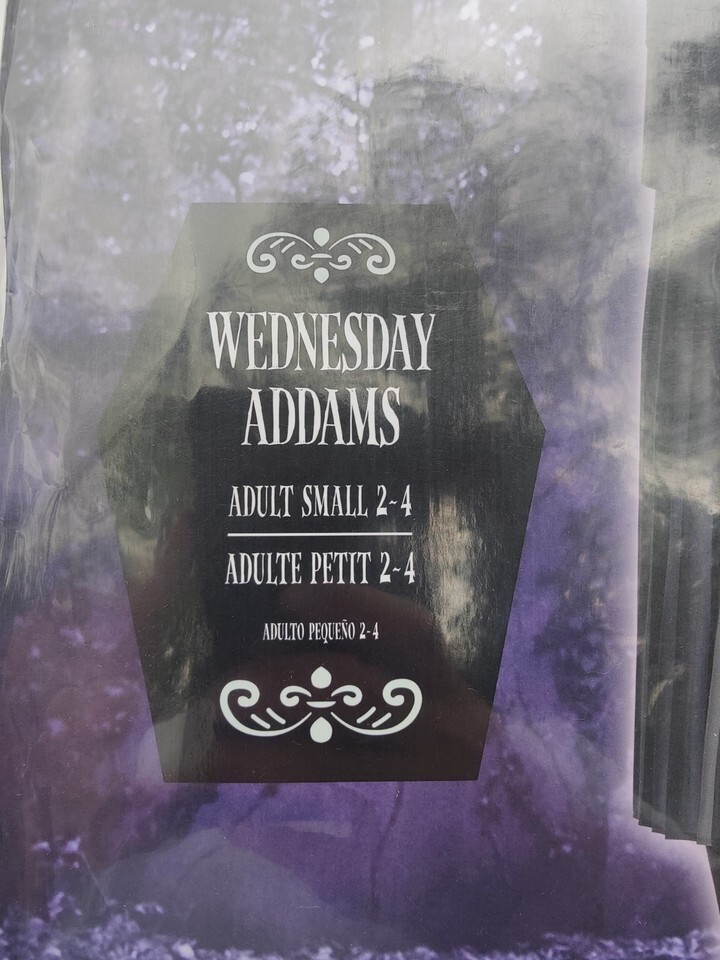 WEDNESDAY
ADDAMS
ADULT SMALL 2~4
ADULTE PETIT 2~4
ADULTO PEQUEÑO 2-4